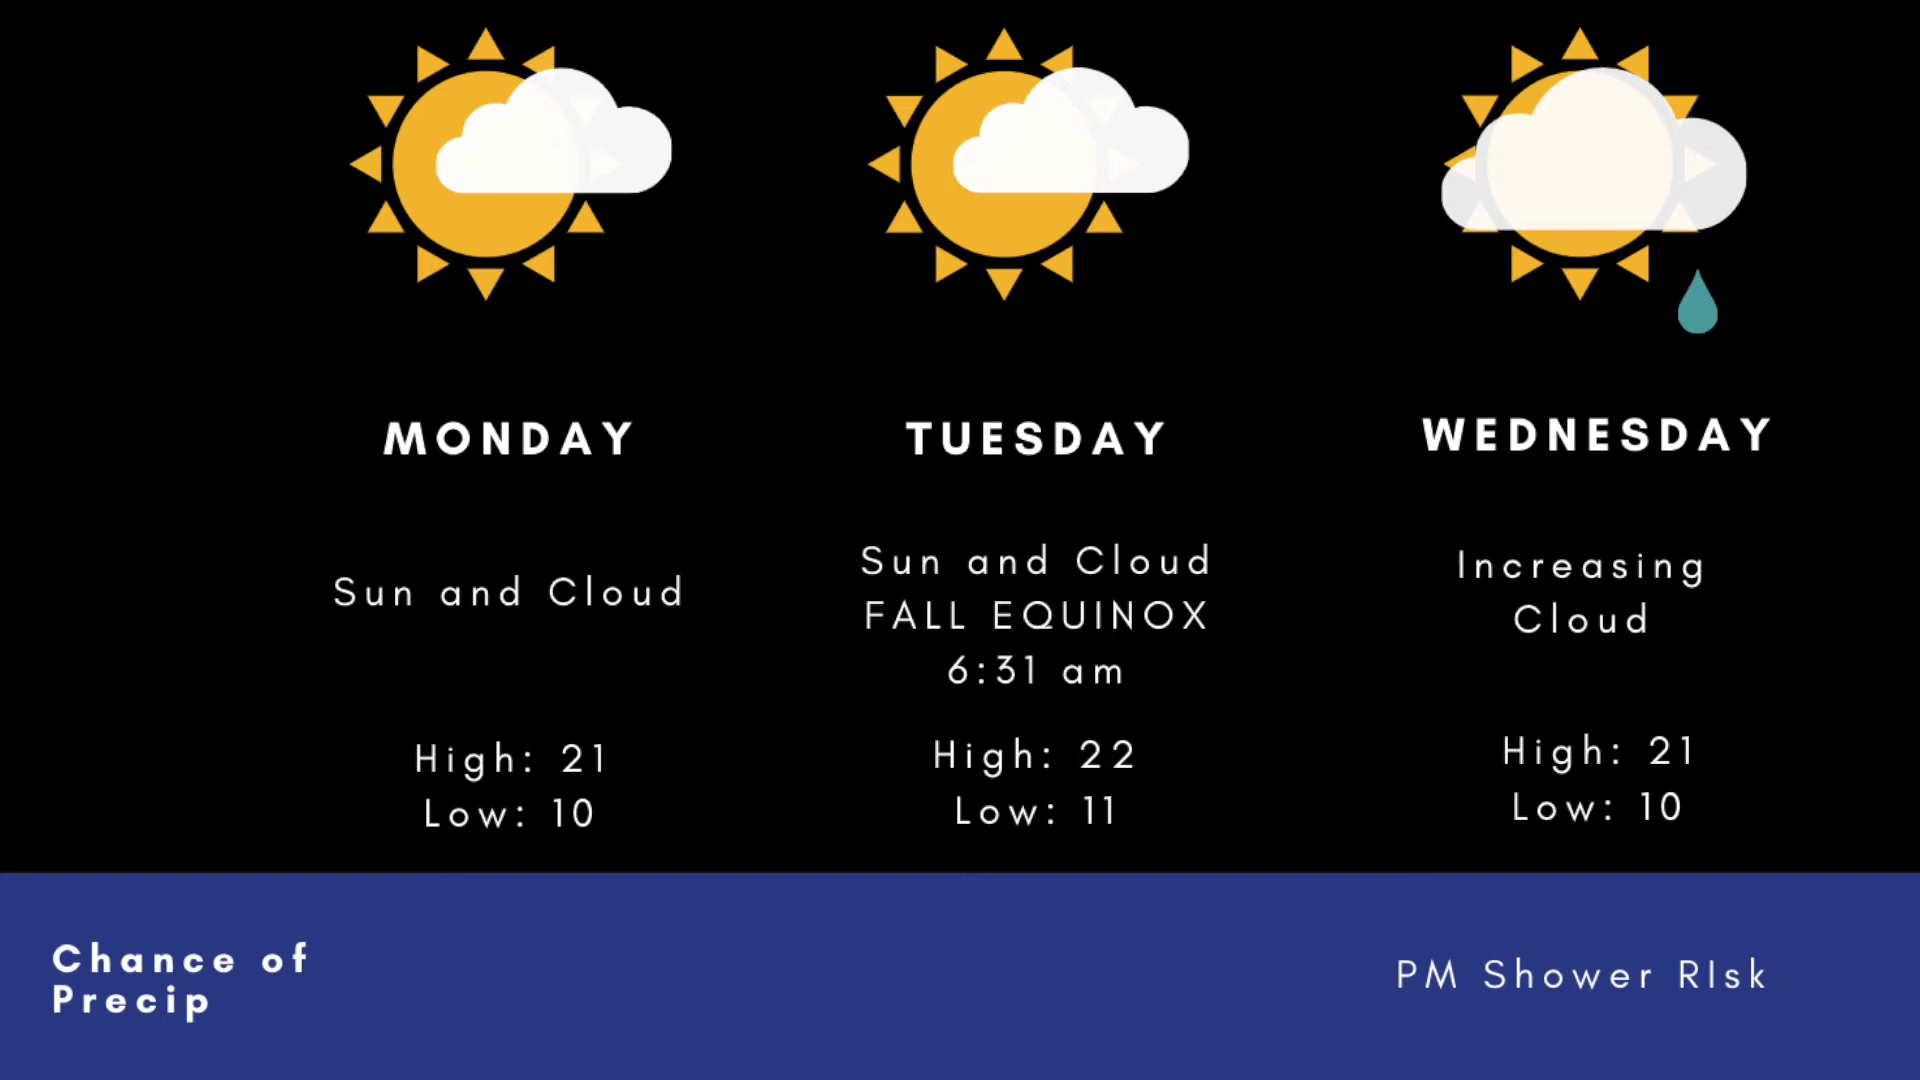 MONDAY
Sun and Cloud
High: 21
Low: 10
TUESDAY
Sun and Cloud
FALL EQUINOX
6:31 am
High: 22
Low: 11
WEDNESDAY
Increasing
Cloud
High: 21
Low: 10
Chance of
Precip
PM Shower RIsk